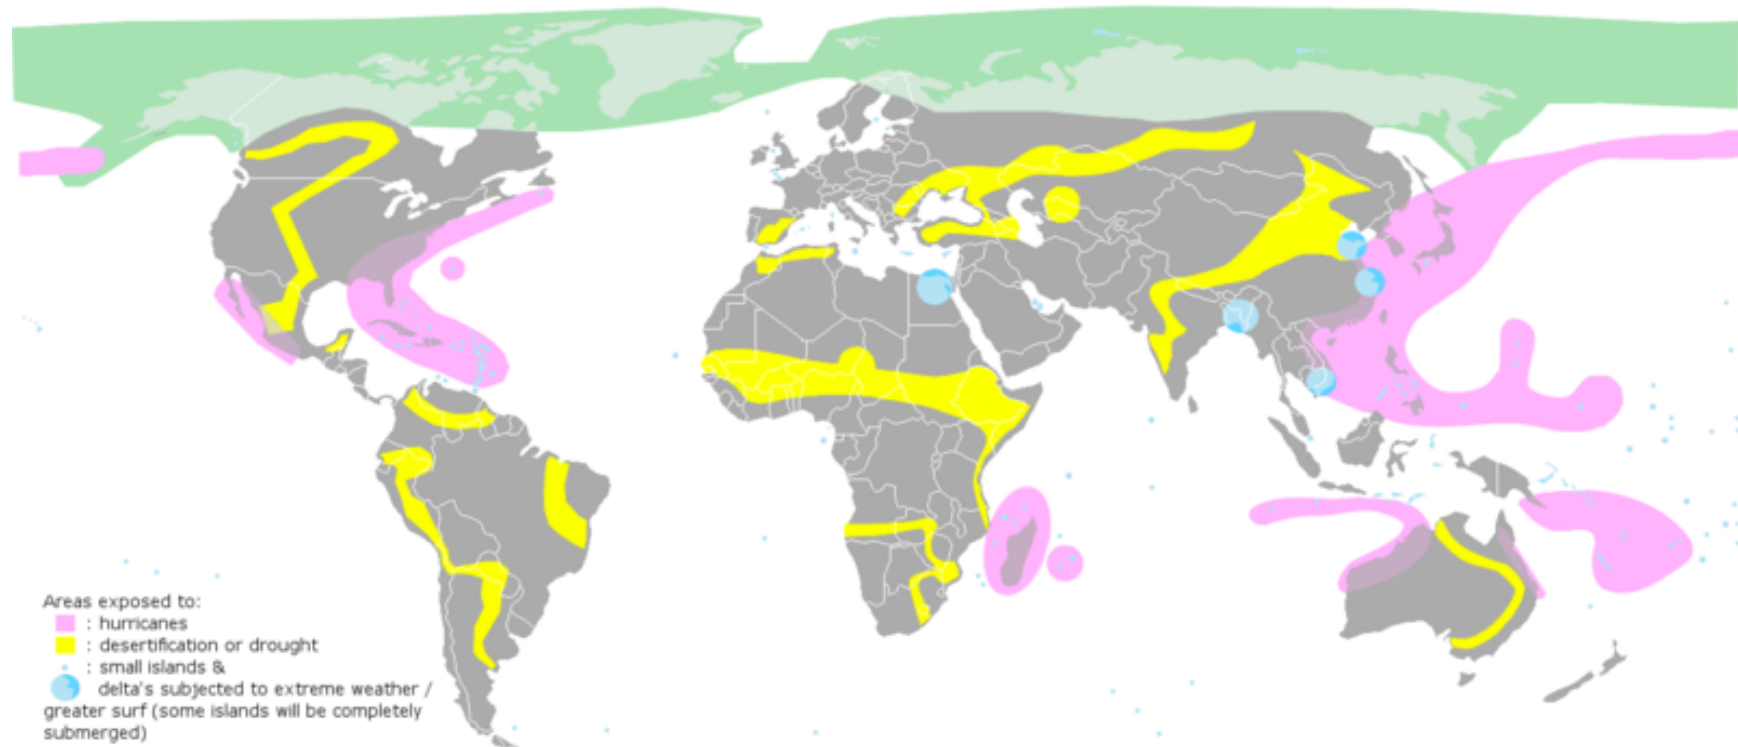 Areas exposed to:
: hurricanes
: desertification or drought
: small islands &
delta's subjected to extreme weather /
greater surf (some islands will be completely
submerged)